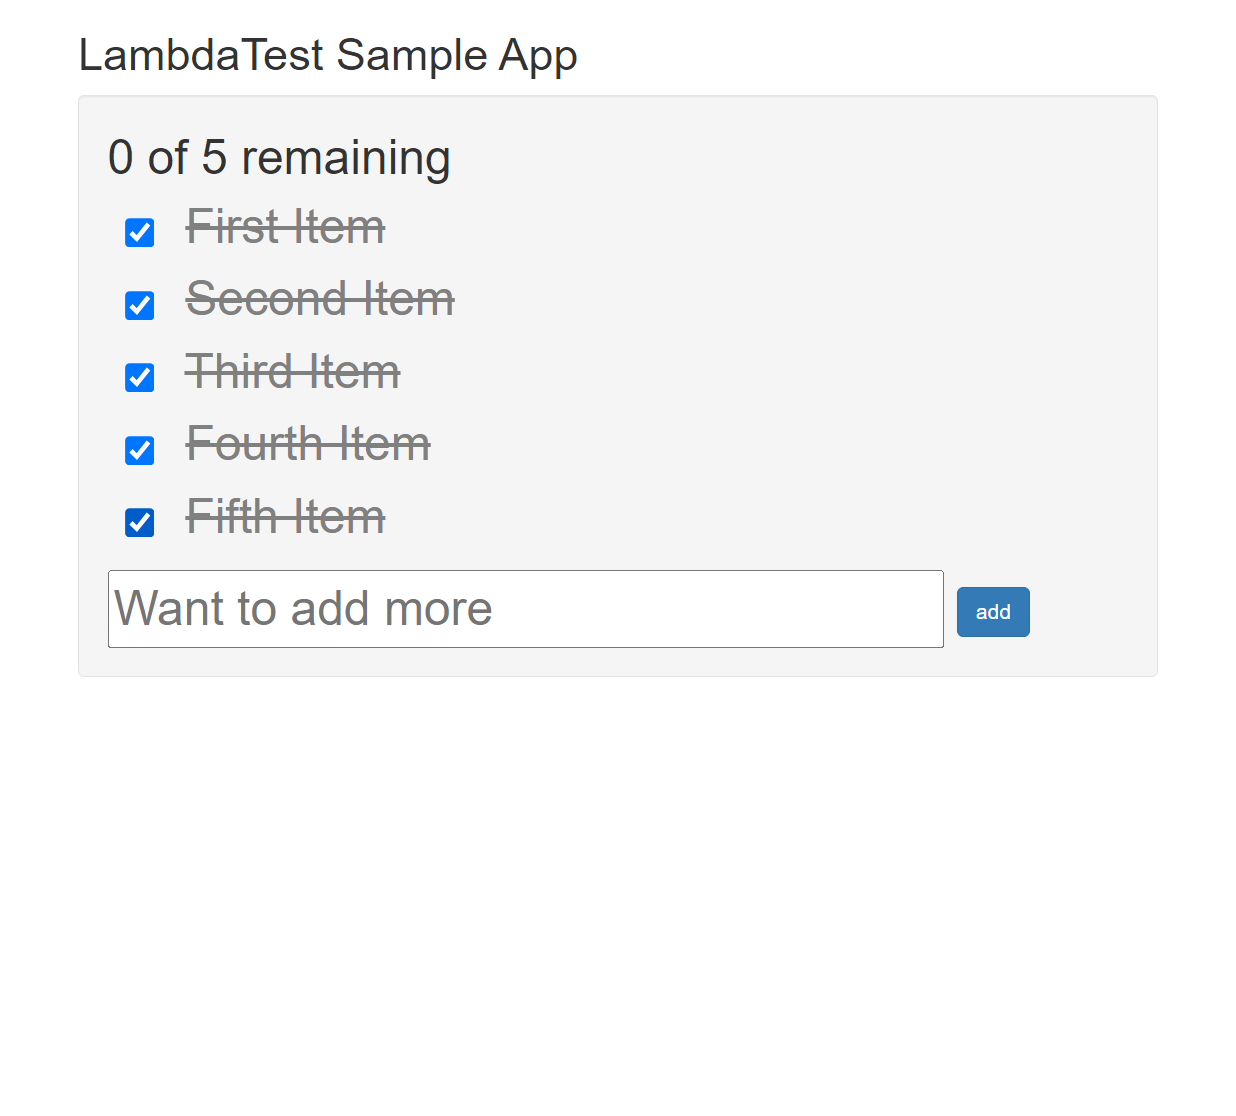 LambdaTest Sample App
0 of 5 remaining
First Item
Second Item
Third Item
Fourth Item
Fifth Item
Want to add more
add